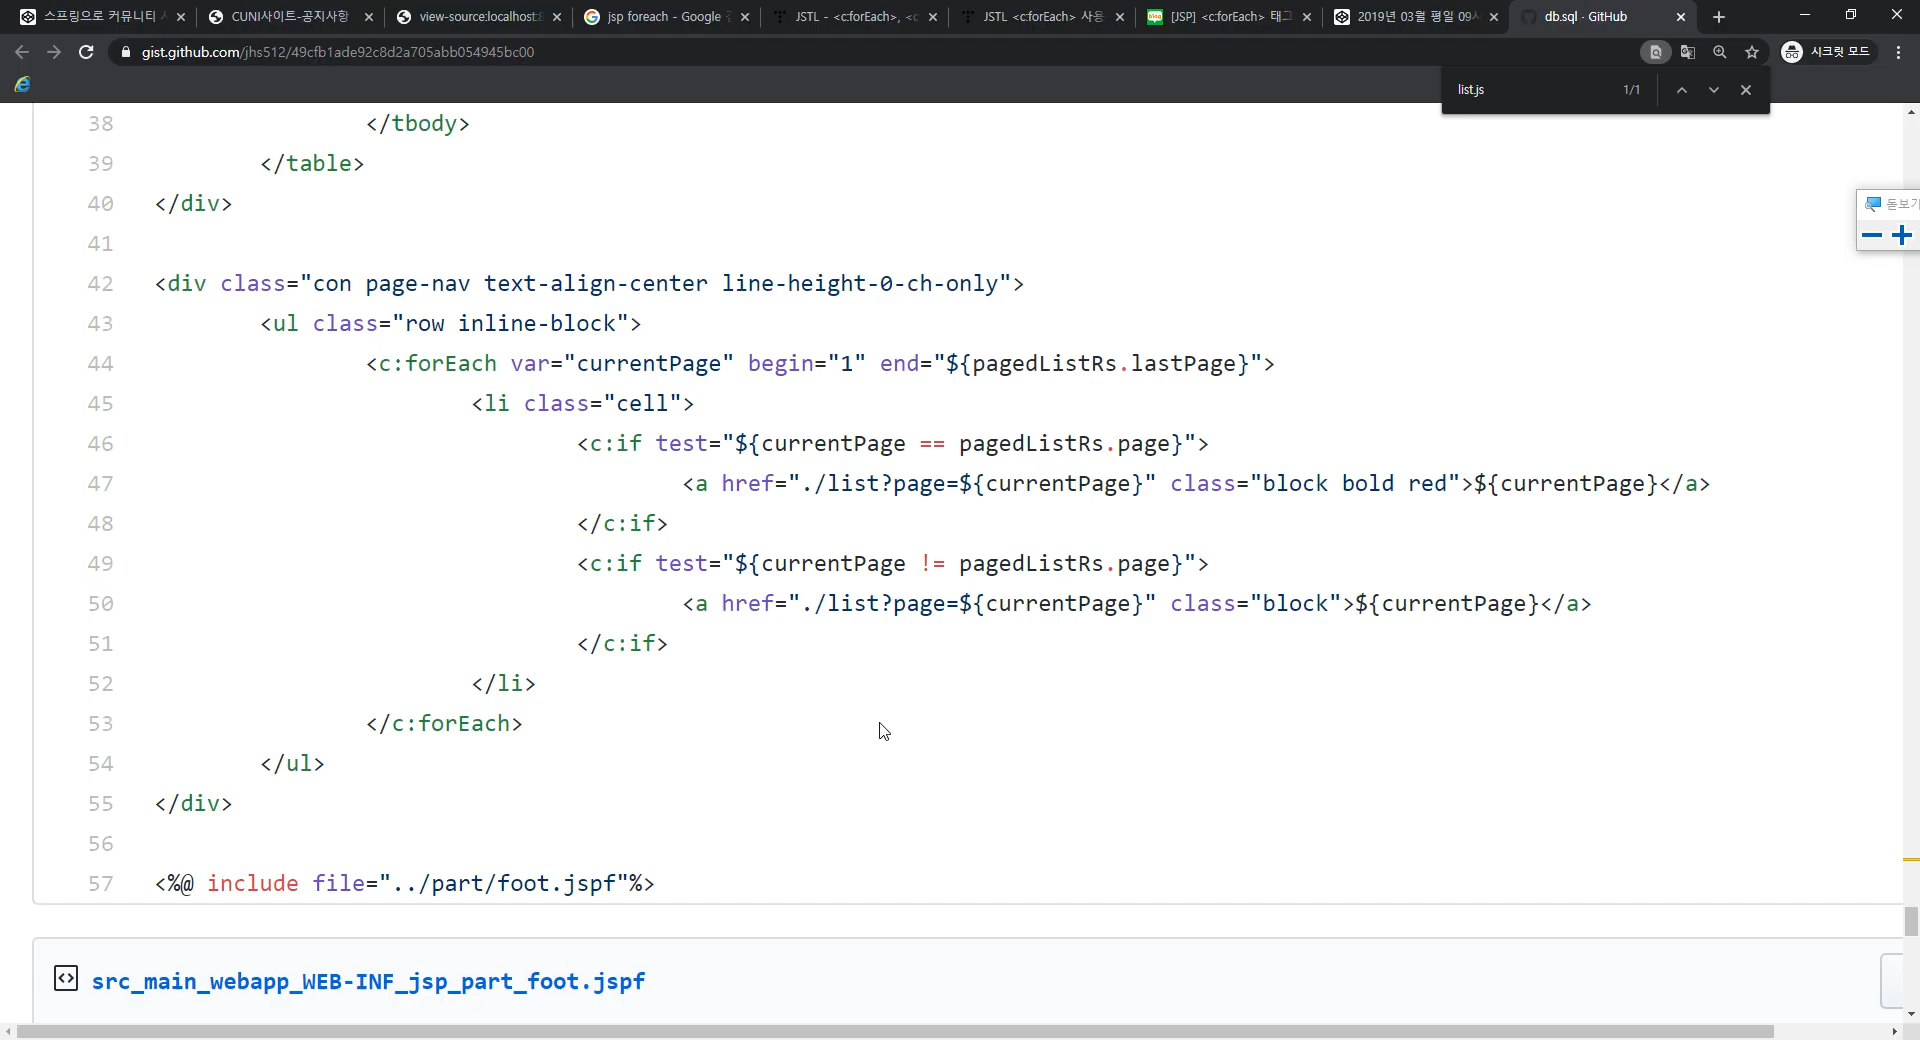 스프링으로 커뮤니티
CUNI사이트-공지사항
view-source:localhost:
jsp foreach - Google
JSTL - <c:forEach>, <c
JSTL <c:forEach> 사용
[JSP] <c:forEach> 태그
2019년 03월 평일 09시
db.sql · GitHub
gist.github.com/jhs512/49cfb1ade92c8d2a705abb054945bc00
시크릿 모드
list.js 1/1
돋보기
38 </tbody>
39 </table>
40 </div>
41
42 <div class="con page-nav text-align-center line-height-0-ch-only">
43 <ul class="row inline-block">
44 <c:forEach var="currentPage" begin="1" end="${pagedListRs.lastPage}">
45 <li class="cell">
46 <c:if test="${currentPage == pagedListRs.page}">
47 <a href="./list?page=${currentPage}" class="block bold red">${currentPage}</a>
48 </c:if>
49 <c:if test="${currentPage != pagedListRs.page}">
50 <a href="./list?page=${currentPage}" class="block">${currentPage}</a>
51 </c:if>
52 </li>
53 </c:forEach>
54 </ul>
55 </div>
56
57 <%@ include file="../part/foot.jspf"%>
src_main_webapp_WEB-INF_jsp_part_foot.jspf